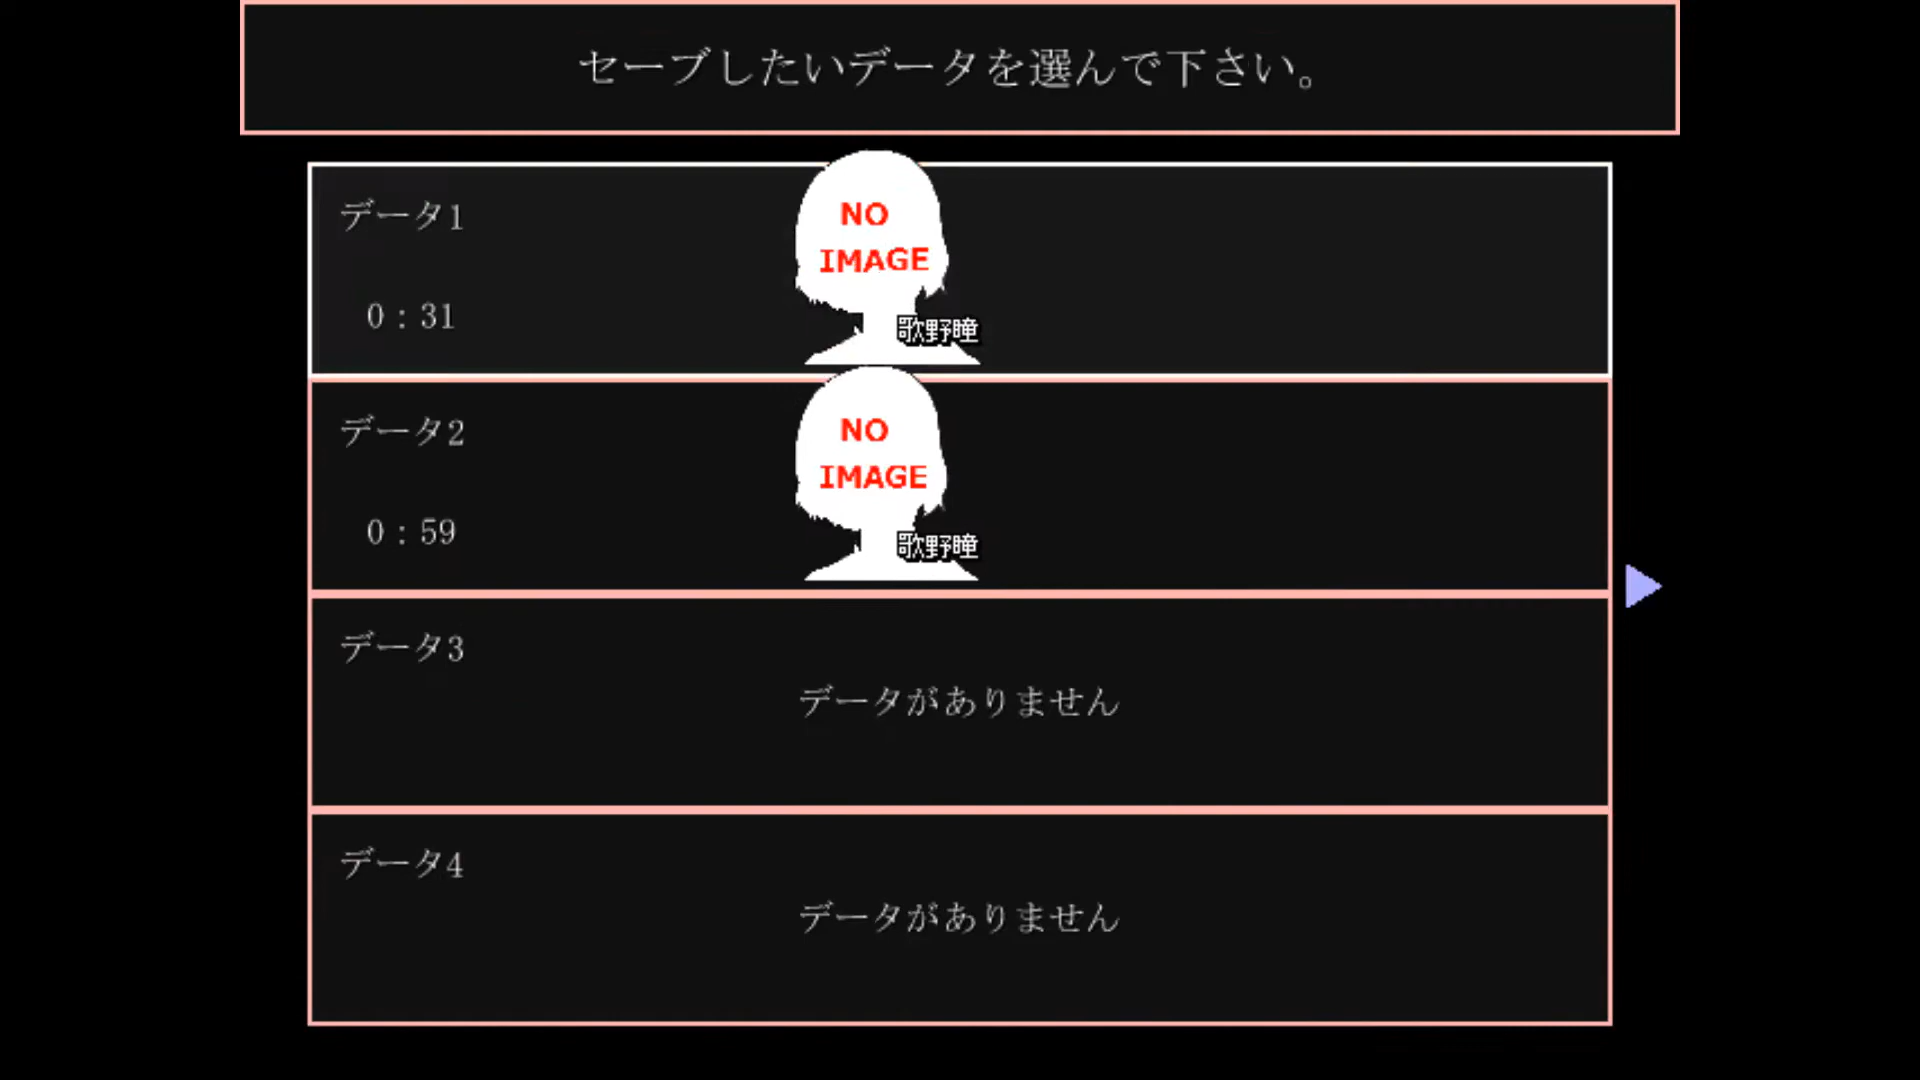 セーブしたいデータを選んで下さい。
データ1
NO
IMAGE
0：31
歌野瞳
データ2
NO
IMAGE
0：59
歌野瞳
データ3
データがありません
データ4
データがありません